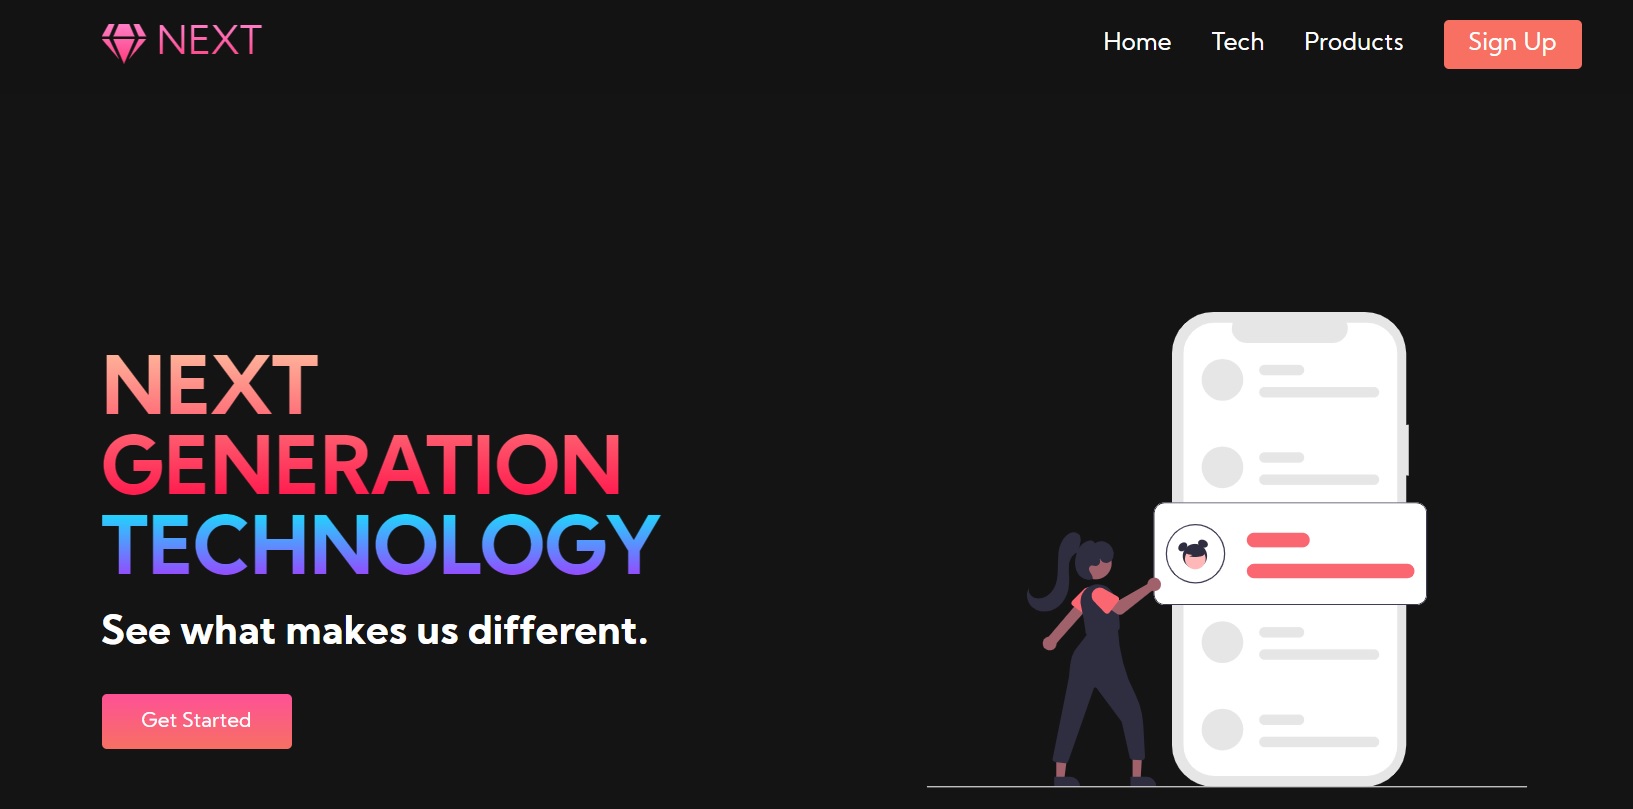 NEXT
Home
Tech
Products
Sign Up
NEXT
GENERATION
TECHNOLOGY
See what makes us different.
Get Started